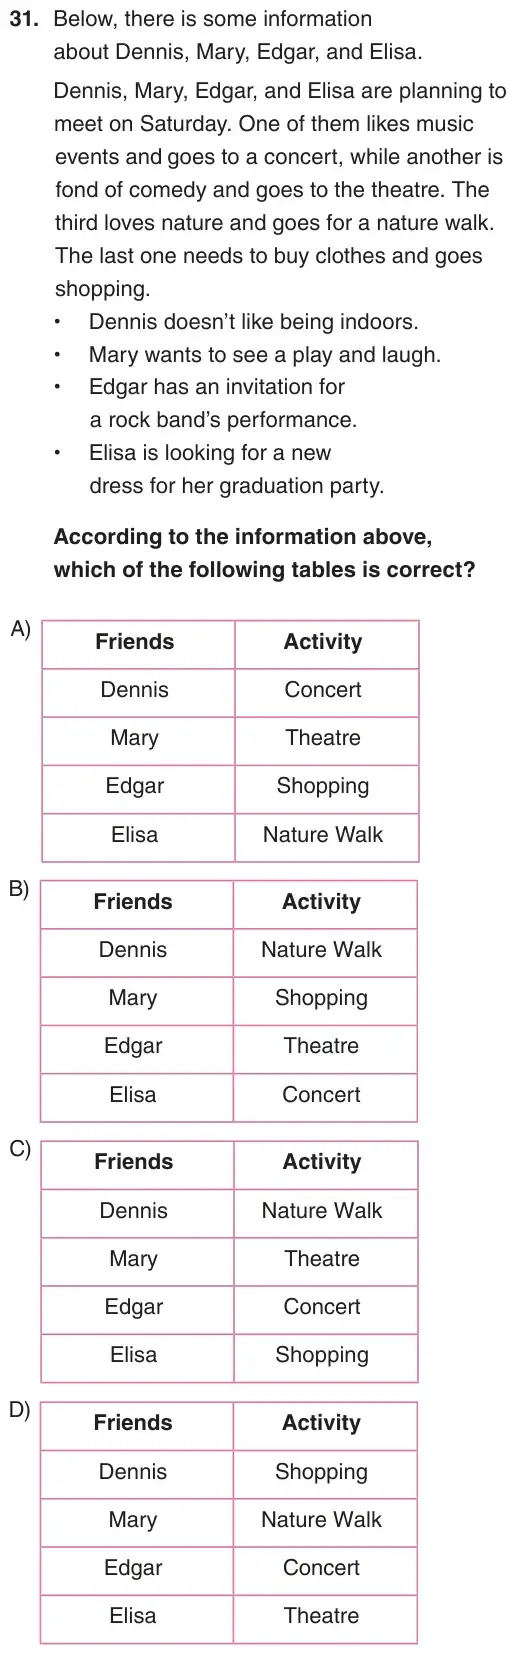 31. Below, there is some information
about Dennis, Mary, Edgar, and Elisa.
Dennis, Mary, Edgar, and Elisa are planning to
meet on Saturday. One of them likes music
events and goes to a concert, while another is
fond of comedy and goes to the theatre. The
third loves nature and goes for a nature walk.
The last one needs to buy clothes and goes
shopping.
• Dennis doesn’t like being indoors.
• Mary wants to see a play and laugh.
• Edgar has an invitation for
a rock band’s performance.
• Elisa is looking for a new
dress for her graduation party.
According to the information above,
which of the following tables is correct?
A) Friends Activity
Dennis Concert
Mary Theatre
Edgar Shopping
Elisa Nature Walk
B) Friends Activity
Dennis Nature Walk
Mary Shopping
Edgar Theatre
Elisa Concert
C) Friends Activity
Dennis Nature Walk
Mary Theatre
Edgar Concert
Elisa Shopping
D) Friends Activity
Dennis Shopping
Mary Nature Walk
Edgar Concert
Elisa Theatre